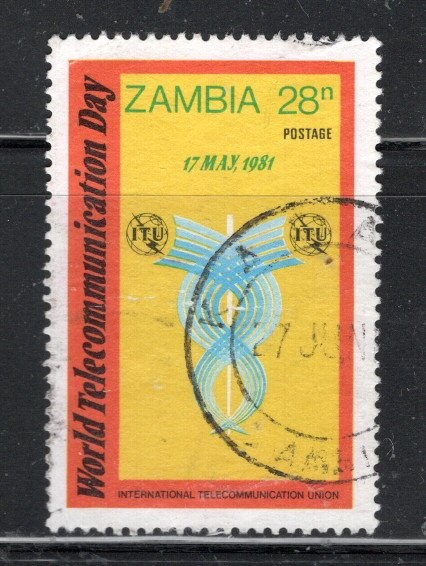 World Telecommunication Day
ZAMBIA 28n
POSTAGE
17 MAY, 1981
ITU
ITU
27 JUN
INTERNATIONAL TELECOMMUNICATION UNION